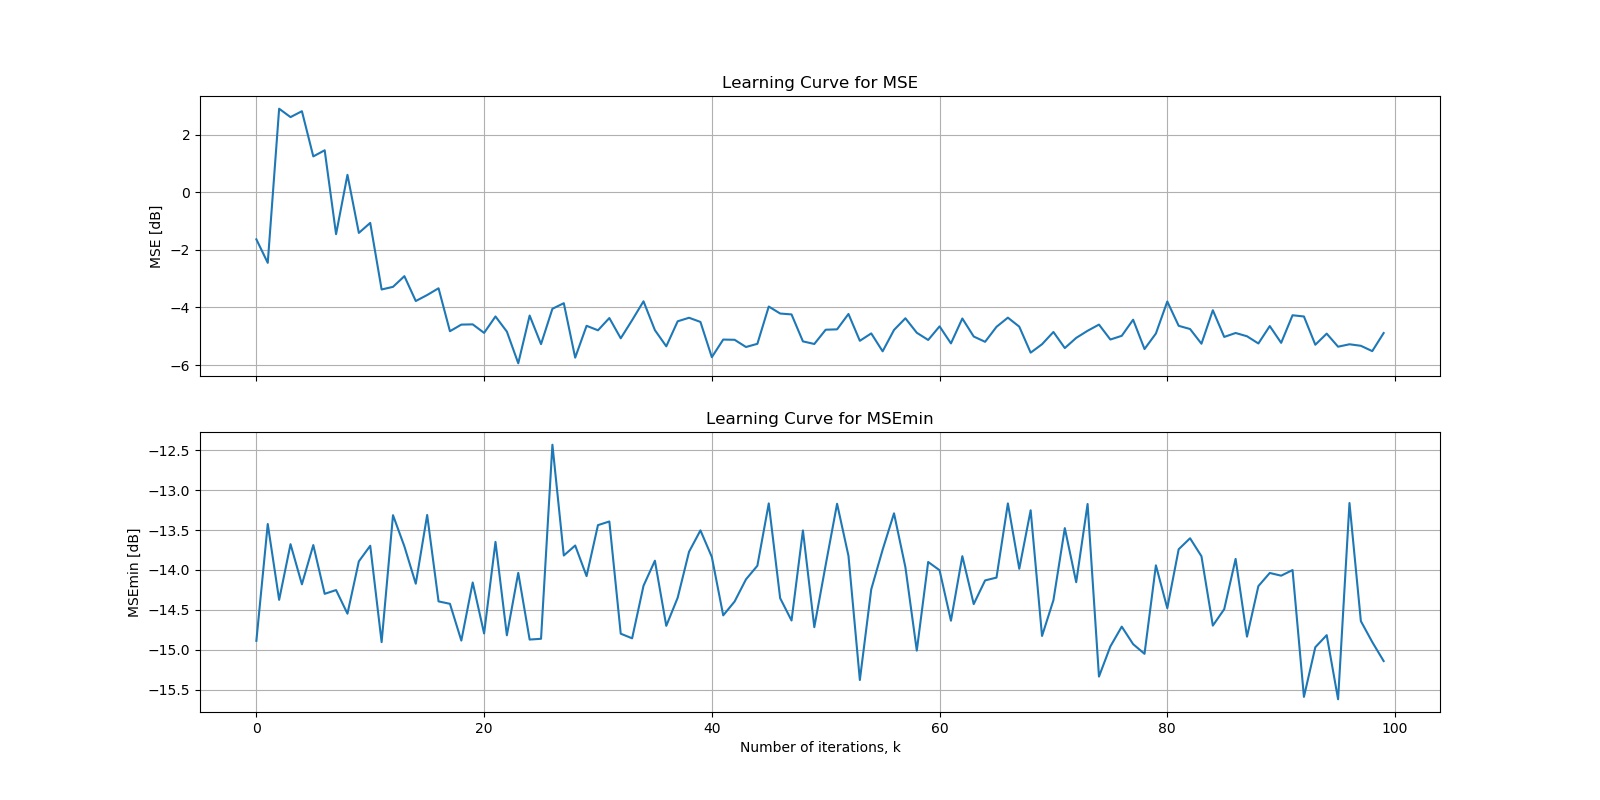 Learning Curve for MSE
MSE [dB]
2
0
−2
−4
−6
Learning Curve for MSEmin
MSEmin [dB]
−12.5
−13.0
−13.5
−14.0
−14.5
−15.0
−15.5
0 20 40 60 80 100
Number of iterations, k